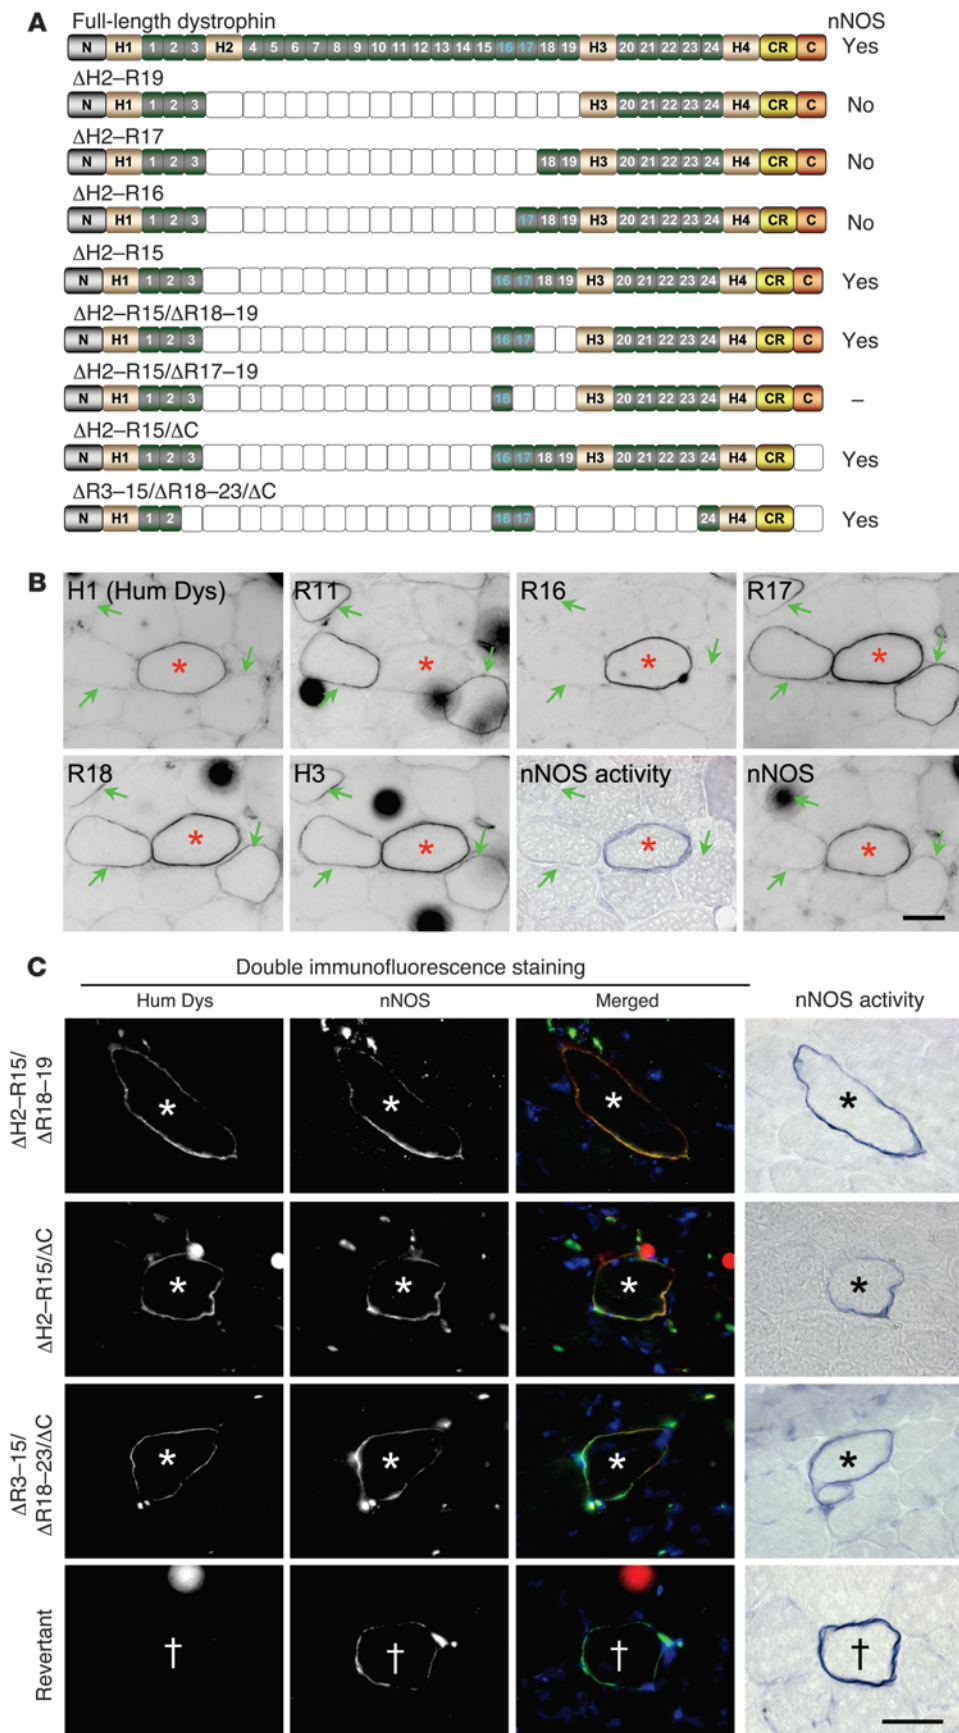 A
Full-length dystrophin nNOS
N H1 1 2 3 H2 4 5 6 7 8 9 10 11 12 13 14 15 16 17 18 19 H3 20 21 22 23 24 H4 CR C Yes
ΔH2–R19
N H1 1 2 3 H3 20 21 22 23 24 H4 CR C No
ΔH2–R17
N H1 1 2 3 18 19 H3 20 21 22 23 24 H4 CR C No
ΔH2–R16
N H1 1 2 3 17 18 19 H3 20 21 22 23 24 H4 CR C No
ΔH2–R15
N H1 1 2 3 16 17 18 19 H3 20 21 22 23 24 H4 CR C Yes
ΔH2–R15/ΔR18–19
N H1 1 2 3 16 17 H3 20 21 22 23 24 H4 CR C Yes
ΔH2–R15/ΔR17–19
N H1 1 2 3 16 H3 20 21 22 23 24 H4 CR C –
ΔH2–R15/ΔC
N H1 1 2 3 16 17 18 19 H3 20 21 22 23 24 H4 CR Yes
ΔR3–15/ΔR18–23/ΔC
N H1 1 2 16 17 24 H4 CR Yes
B
H1 (Hum Dys) R11 R16 R17
* * * *
R18 H3 nNOS activity nNOS
* * * *
C
Double immunofluorescence staining
Hum Dys nNOS Merged nNOS activity
ΔH2–R15/
ΔR18–19
* * * *
ΔH2–R15/ΔC
* * * *
ΔR3–15/
ΔR18–23/ΔC
* * * *
Revertant
† † † †